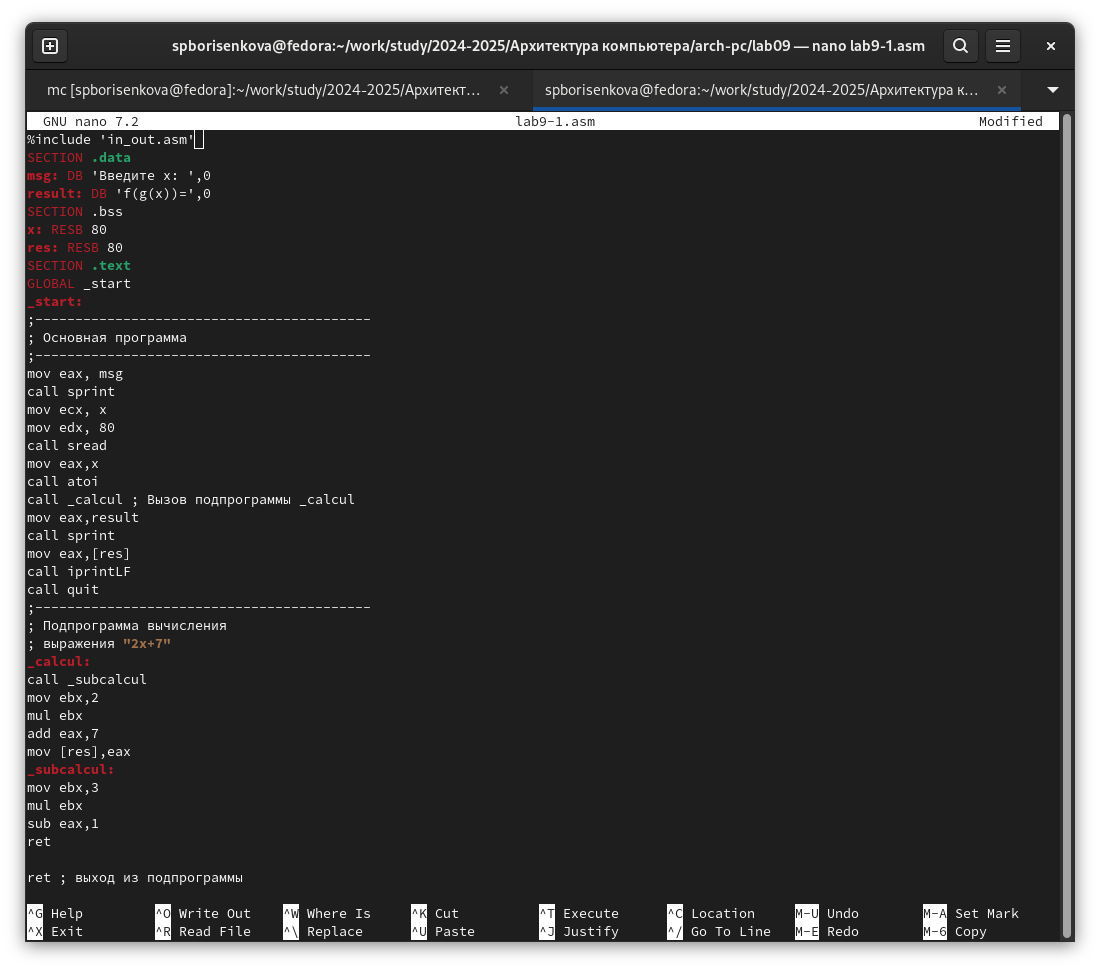 spborisenkova@fedora:~/work/study/2024-2025/Архитектура компьютера/arch-pc/lab09 — nano lab9-1.asm
mc [spborisenkova@fedora]:~/work/study/2024-2025/Архитект…
spborisenkova@fedora:~/work/study/2024-2025/Архитектура к…
GNU nano 7.2 lab9-1.asm Modified
%include 'in_out.asm'
SECTION .data
msg: DB 'Введите x: ',0
result: DB 'f(g(x))=',0
SECTION .bss
x: RESB 80
res: RESB 80
SECTION .text
GLOBAL _start
_start:
;------------------------------------------
; Основная программа
;------------------------------------------
mov eax, msg
call sprint
mov ecx, x
mov edx, 80
call sread
mov eax,x
call atoi
call _calcul ; Вызов подпрограммы _calcul
mov eax,result
call sprint
mov eax,[res]
call iprintLF
call quit
;------------------------------------------
; Подпрограмма вычисления
; выражения "2x+7"
_calcul:
call _subcalcul
mov ebx,2
mul ebx
add eax,7
mov [res],eax
_subcalcul:
mov ebx,3
mul ebx
sub eax,1
ret
ret ; выход из подпрограммы
^G Help ^O Write Out ^W Where Is ^K Cut ^T Execute ^C Location M-U Undo M-A Set Mark
^X Exit ^R Read File ^\ Replace ^U Paste ^J Justify ^/ Go To Line M-E Redo M-6 Copy